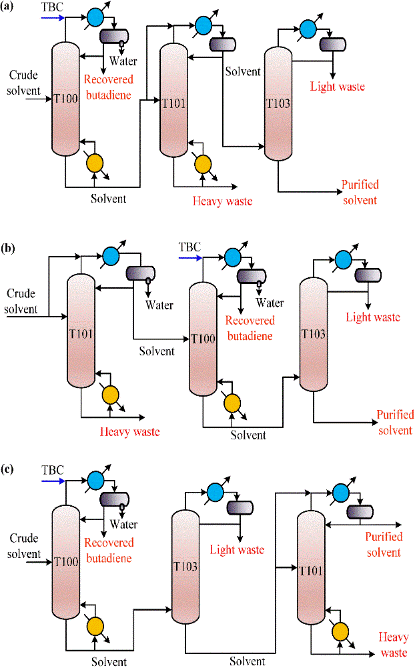 (a)
TBC
Water
Crude
solvent
T100
Recovered
butadiene
T101
Solvent
T103
Light waste
Solvent
Heavy waste
Purified
solvent
(b)
TBC
Crude
solvent
Water
T101
Solvent
T100
Water
Recovered
butadiene
T103
Light waste
Heavy waste
Solvent
Purified
solvent
(c)
TBC
Water
Crude
solvent
T100
Recovered
butadiene
T103
Light waste
T101
Purified
solvent
Solvent
Solvent
Heavy
waste